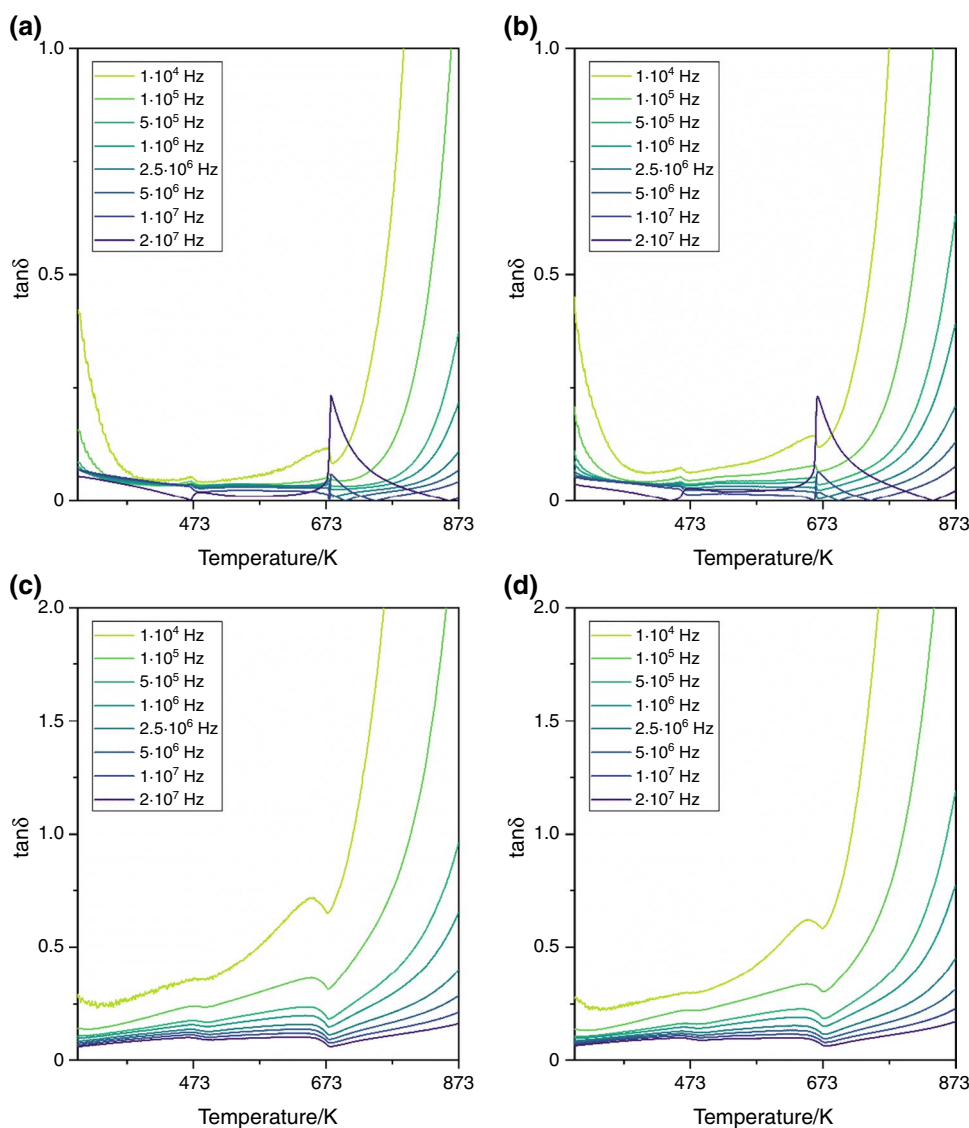 (a)
1.0
1·10⁴ Hz
1·10⁵ Hz
5·10⁵ Hz
1·10⁶ Hz
2.5·10⁶ Hz
5·10⁶ Hz
1·10⁷ Hz
2·10⁷ Hz
tanδ
0.5
0
473
673
873
Temperature/K
(b)
1.0
1·10⁴ Hz
1·10⁵ Hz
5·10⁵ Hz
1·10⁶ Hz
2.5·10⁶ Hz
5·10⁶ Hz
1·10⁷ Hz
2·10⁷ Hz
tanδ
0.5
0
473
673
873
Temperature/K
(c)
2.0
1·10⁴ Hz
1·10⁵ Hz
5·10⁵ Hz
1·10⁶ Hz
2.5·10⁶ Hz
5·10⁶ Hz
1·10⁷ Hz
2·10⁷ Hz
1.5
tanδ
1.0
0.5
0
473
673
873
Temperature/K
(d)
2.0
1·10⁴ Hz
1·10⁵ Hz
5·10⁵ Hz
1·10⁶ Hz
2.5·10⁶ Hz
5·10⁶ Hz
1·10⁷ Hz
2·10⁷ Hz
1.5
tanδ
1.0
0.5
0
473
673
873
Temperature/K